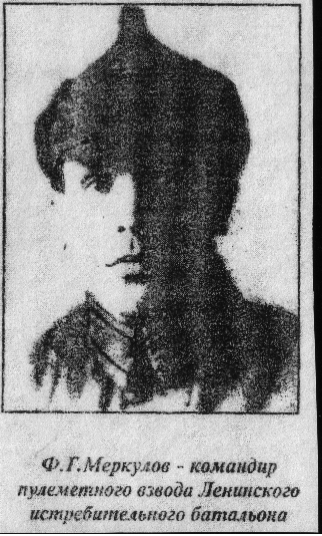 Ф.Г.Меркулов - командир
пулеметного взвода Ленинского
истребительного батальона